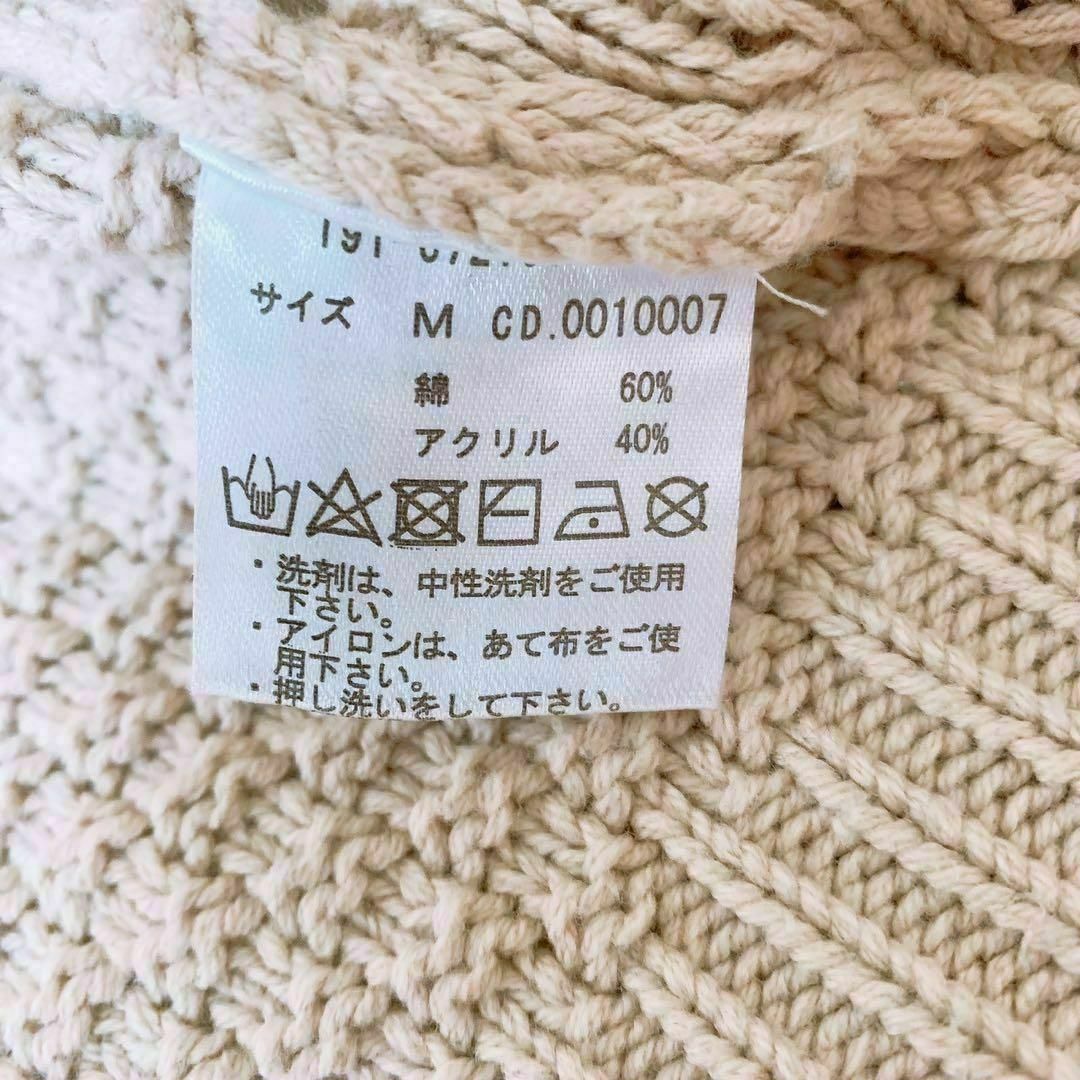 サイズ M CD.0010007
綿 60%
アクリル 40%
・洗剤は、中性洗剤をご使用
下さい。
・アイロンは、あて布をご使
用下さい。
・押し洗いをして下さい。